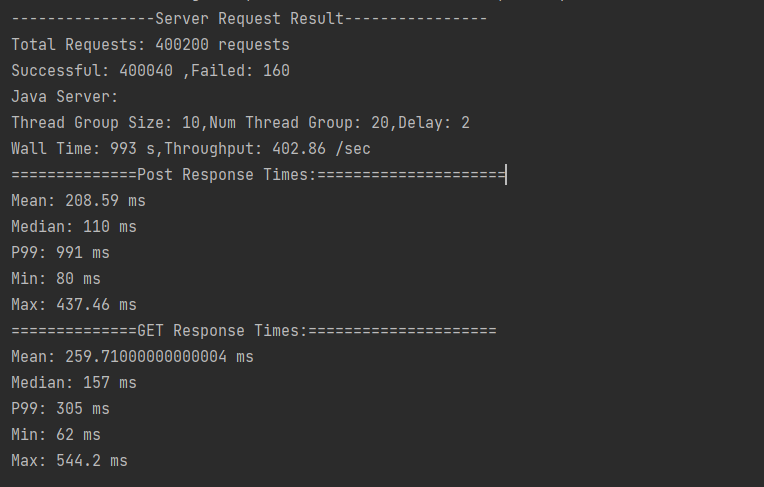 ----------------Server Request Result----------------
Total Requests: 400200 requests
Successful: 400040 ,Failed: 160
Java Server:
Thread Group Size: 10,Num Thread Group: 20,Delay: 2
Wall Time: 993 s,Throughput: 402.86 /sec
==============Post Response Times:=====================
Mean: 208.59 ms
Median: 110 ms
P99: 991 ms
Min: 80 ms
Max: 437.46 ms
==============GET Response Times:=====================
Mean: 259.71000000000004 ms
Median: 157 ms
P99: 305 ms
Min: 62 ms
Max: 544.2 ms